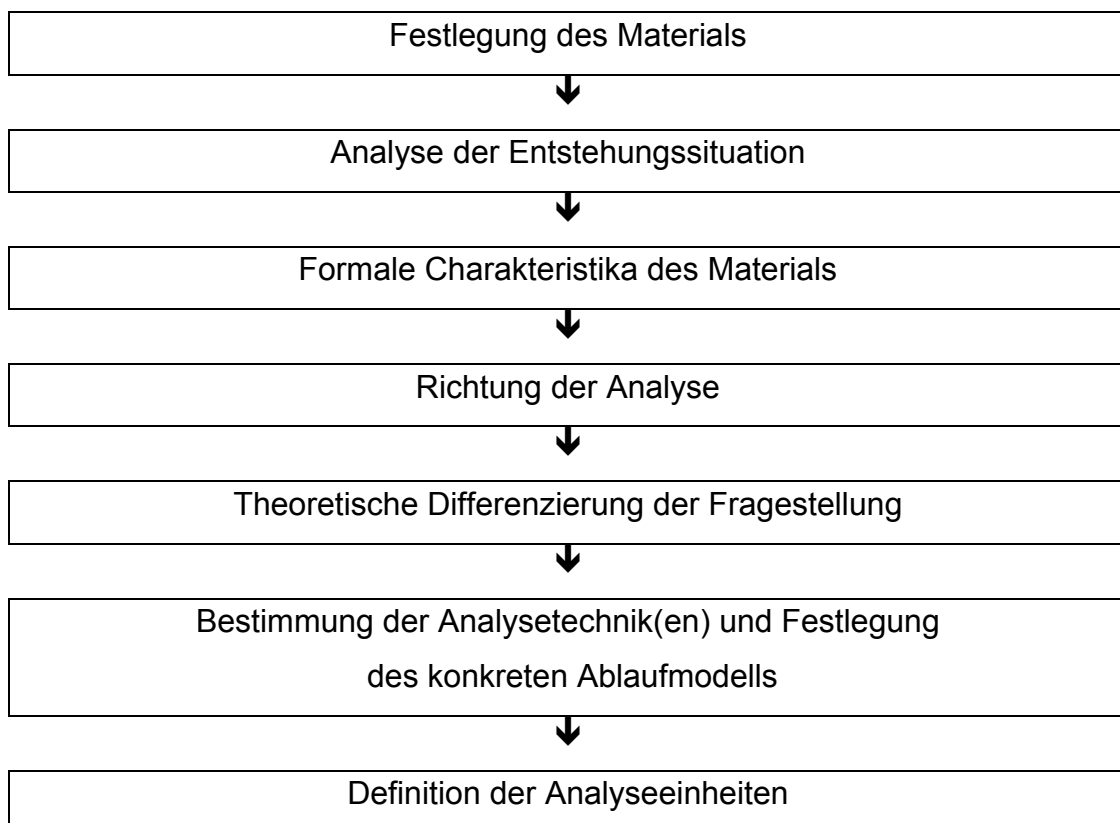 Festlegung des Materials
Analyse der Entstehungssituation
Formale Charakteristika des Materials
Richtung der Analyse
Theoretische Differenzierung der Fragestellung
Bestimmung der Analysetechnik(en) und Festlegung
des konkreten Ablaufmodells
Definition der Analyseeinheiten